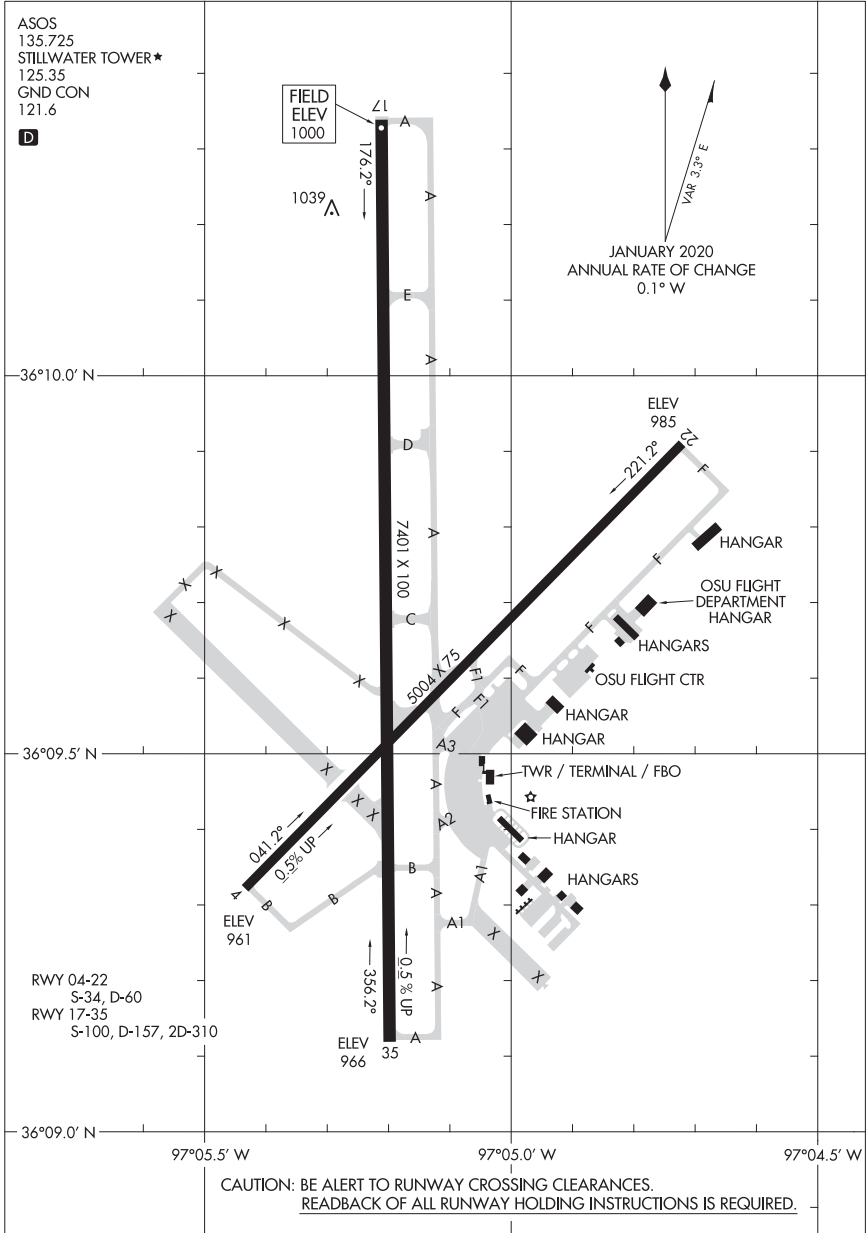 ASOS
135.725
STILLWATER TOWER★
125.35
GND CON
121.6
D
FIELD
ELEV
1000
17
A
176.2°
1039
A
VAR 3.3° E
JANUARY 2020
ANNUAL RATE OF CHANGE
0.1° W
E
A
36°10.0' N
ELEV
985
22
D
221.2°
F
7401 X 100
A
HANGAR
F
X
X
X
OSU FLIGHT
DEPARTMENT
HANGAR
X
X
C
F
HANGARS
5004 X 75
F1
F
OSU FLIGHT CTR
X
F1
F
HANGAR
HANGAR
36°09.5' N
A3
X
TWR / TERMINAL / FBO
A
X
X
A2
FIRE STATION
041.2°
0.5% UP
HANGAR
B
A1
HANGARS
4
B
B
A
ELEV
961
A1
X
356.2°
0.5 % UP
X
A
RWY 04-22
S-34, D-60
RWY 17-35
S-100, D-157, 2D-310
ELEV
966
35
A
36°09.0' N
97°05.5' W
97°05.0' W
97°04.5' W
CAUTION: BE ALERT TO RUNWAY CROSSING CLEARANCES.
READBACK OF ALL RUNWAY HOLDING INSTRUCTIONS IS REQUIRED.